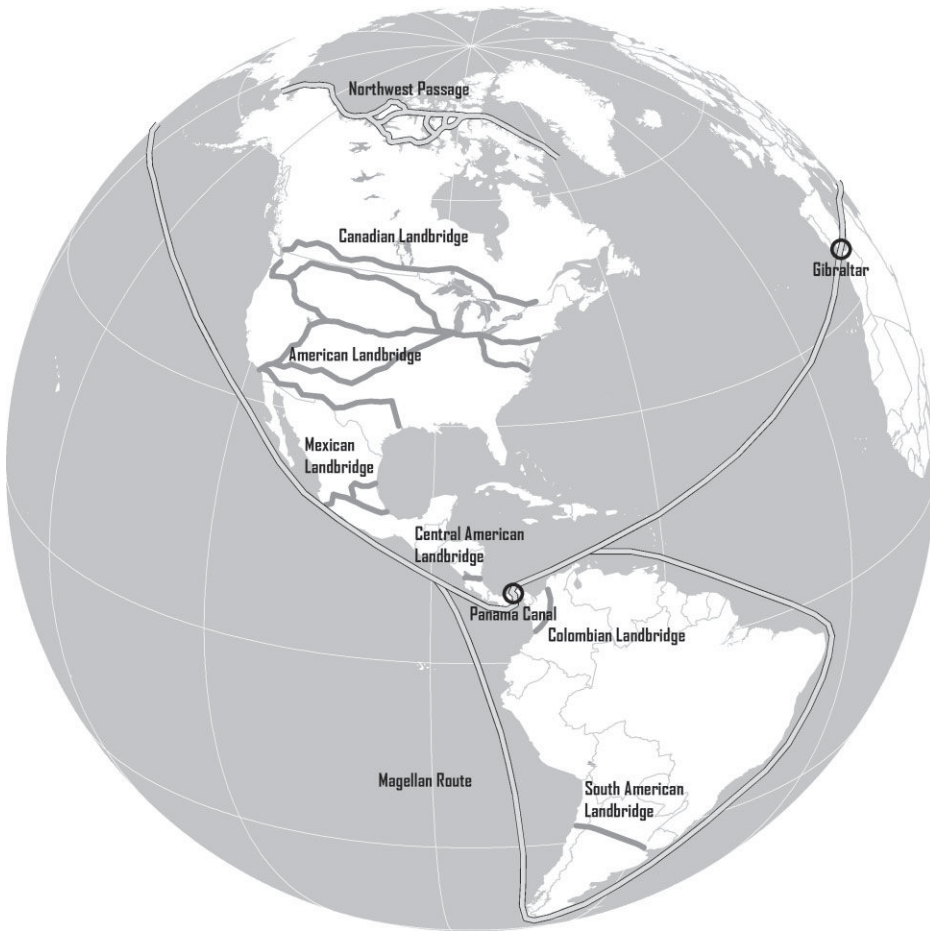 Northwest Passage
Canadian Landbridge
Gibraltar
American Landbridge
Mexican
Landbridge
Central American
Landbridge
Panama Canal
Colombian Landbridge
Magellan Route
South American
Landbridge